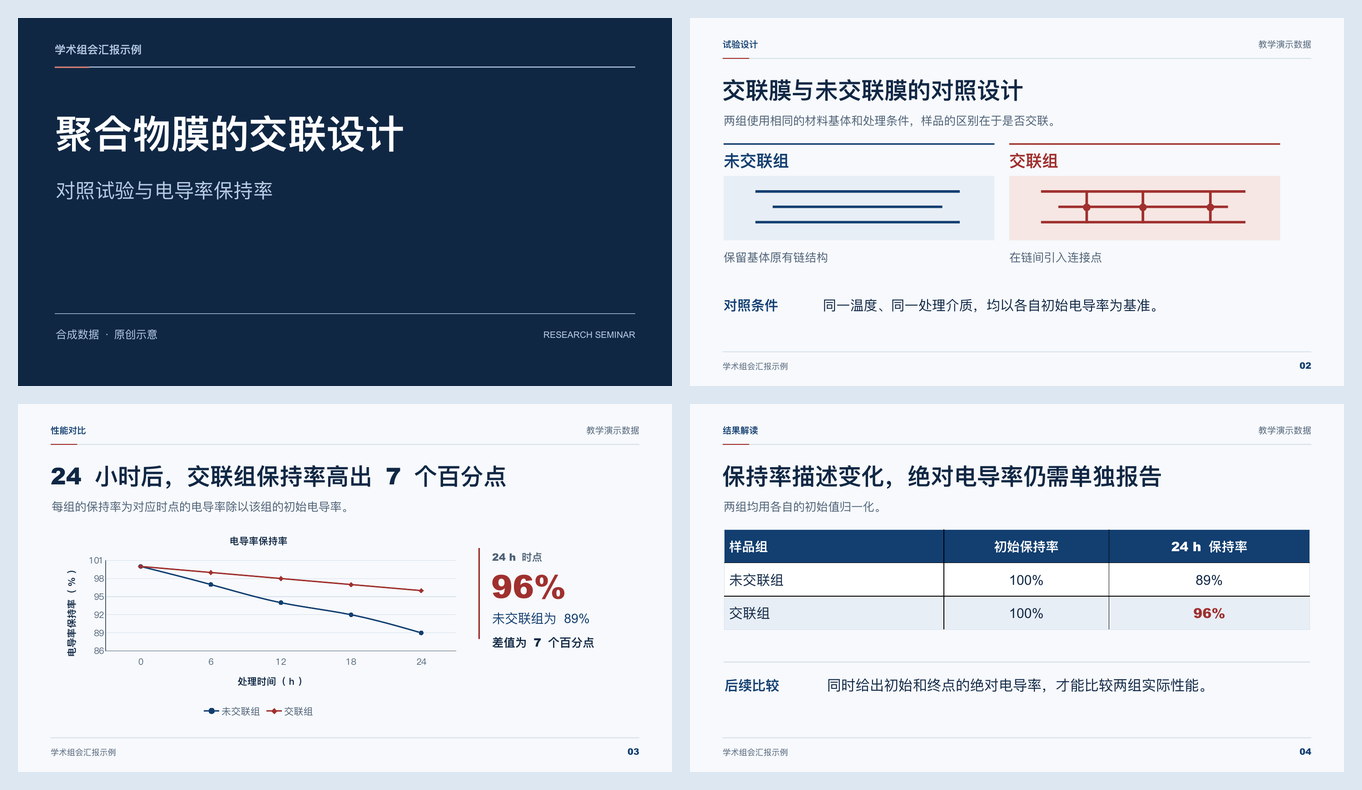 学术组会汇报示例
聚合物膜的交联设计
对照试验与电导率保持率
合成数据 · 原创示意
RESEARCH SEMINAR
试验设计
教学演示数据
交联膜与未交联膜的对照设计
两组使用相同的材料基体和处理条件，样品的区别在于是否交联。
未交联组
交联组
保留基体原有链结构
在链间引入连接点
对照条件
同一温度、同一处理介质，均以各自初始电导率为基准。
学术组会汇报示例
02
性能对比
教学演示数据
24 小时后，交联组保持率高出 7 个百分点
每组的保持率为对应时点的电导率除以该组的初始电导率。
电导率保持率
电导率保持率（%）
101
98
95
92
89
86
0 6 12 18 24
处理时间（h）
未交联组 交联组
24 h 时点
96%
未交联组为 89%
差值为 7 个百分点
学术组会汇报示例
03
结果解读
教学演示数据
保持率描述变化，绝对电导率仍需单独报告
两组均用各自的初始值归一化。
样品组 初始保持率 24 h 保持率
未交联组 100% 89%
交联组 100% 96%
后续比较
同时给出初始和终点的绝对电导率，才能比较两组实际性能。
学术组会汇报示例
04